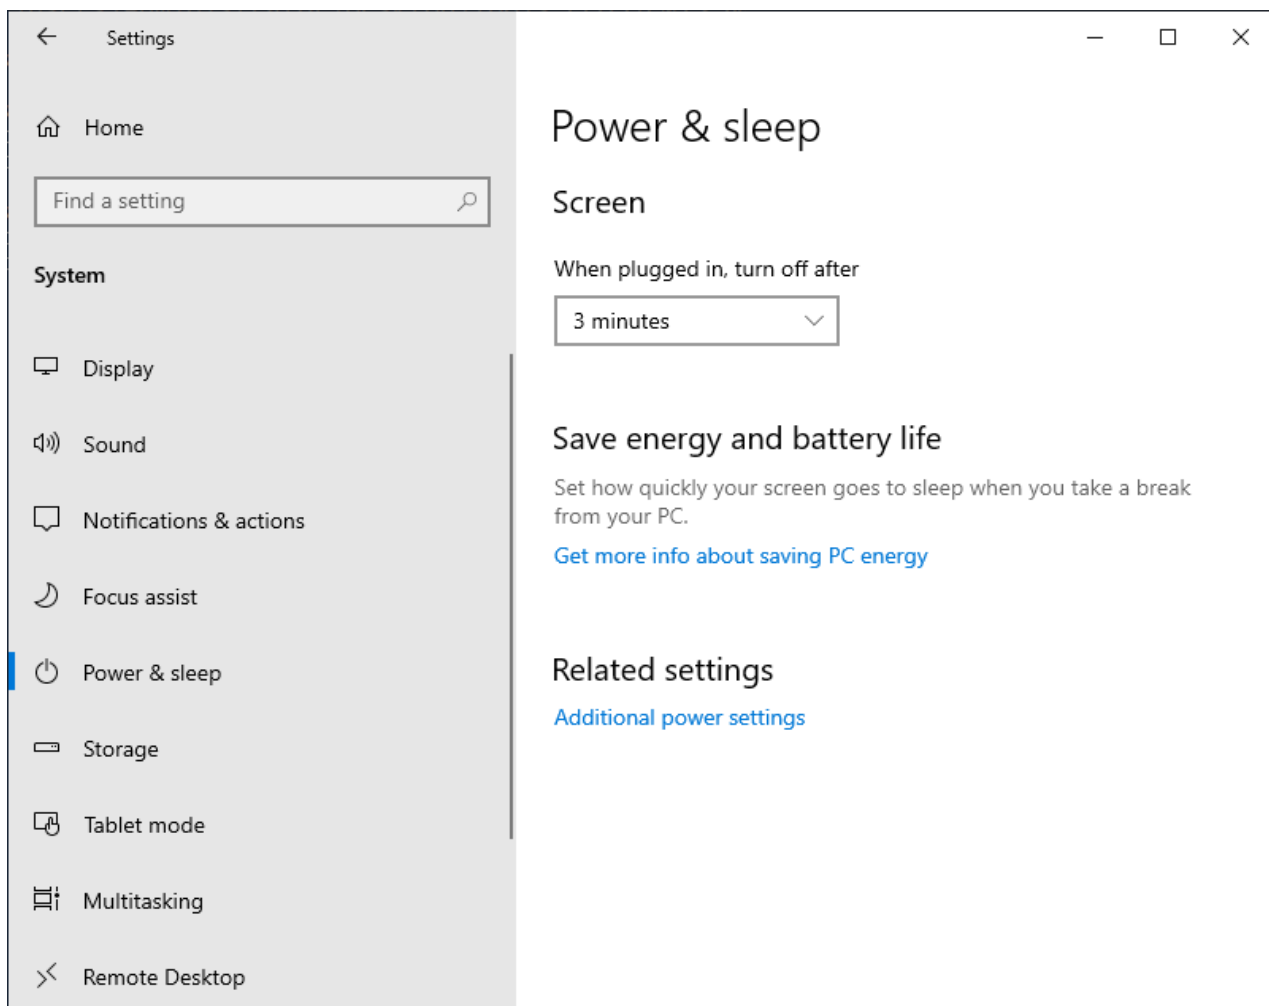 Settings
Home
Find a setting
System
Display
Sound
Notifications & actions
Focus assist
Power & sleep
Storage
Tablet mode
Multitasking
Remote Desktop
Power & sleep
Screen
When plugged in, turn off after
3 minutes
Save energy and battery life
Set how quickly your screen goes to sleep when you take a break
from your PC.
Get more info about saving PC energy
Related settings
Additional power settings